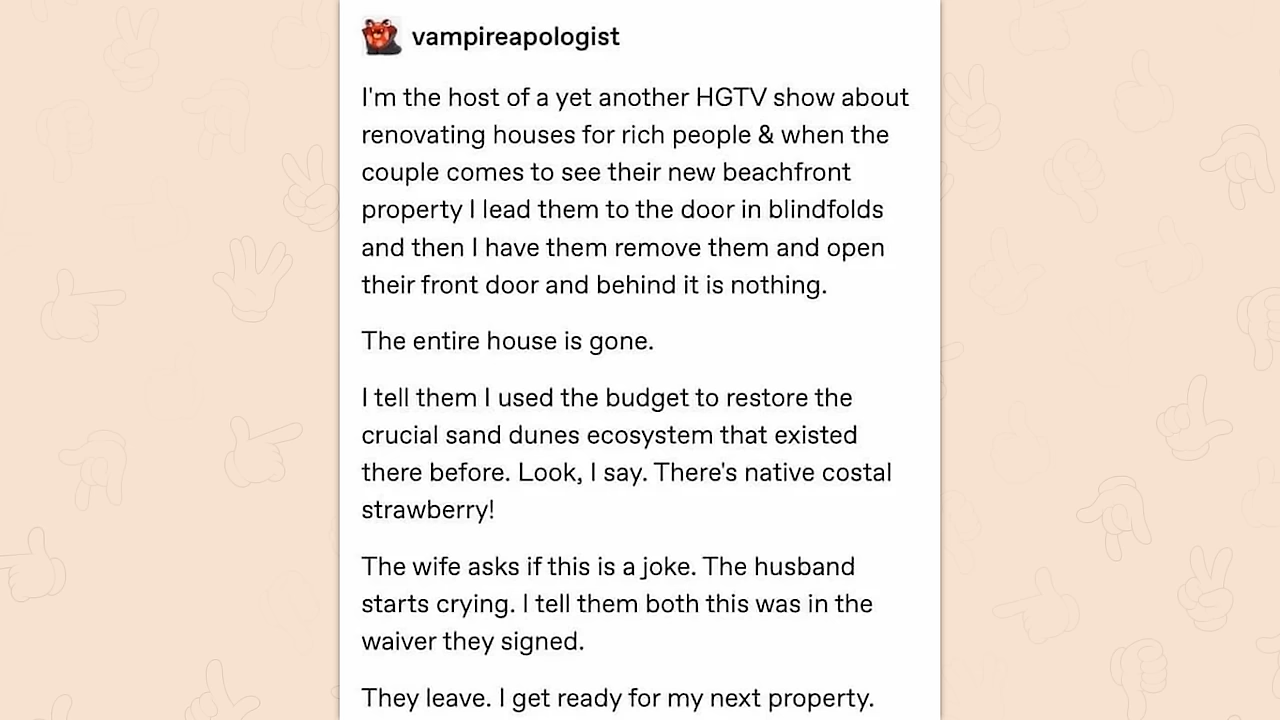 vampireapologist
I'm the host of a yet another HGTV show about
renovating houses for rich people & when the
couple comes to see their new beachfront
property I lead them to the door in blindfolds
and then I have them remove them and open
their front door and behind it is nothing.
The entire house is gone.
I tell them I used the budget to restore the
crucial sand dunes ecosystem that existed
there before. Look, I say. There's native costal
strawberry!
The wife asks if this is a joke. The husband
starts crying. I tell them both this was in the
waiver they signed.
They leave. I get ready for my next property.